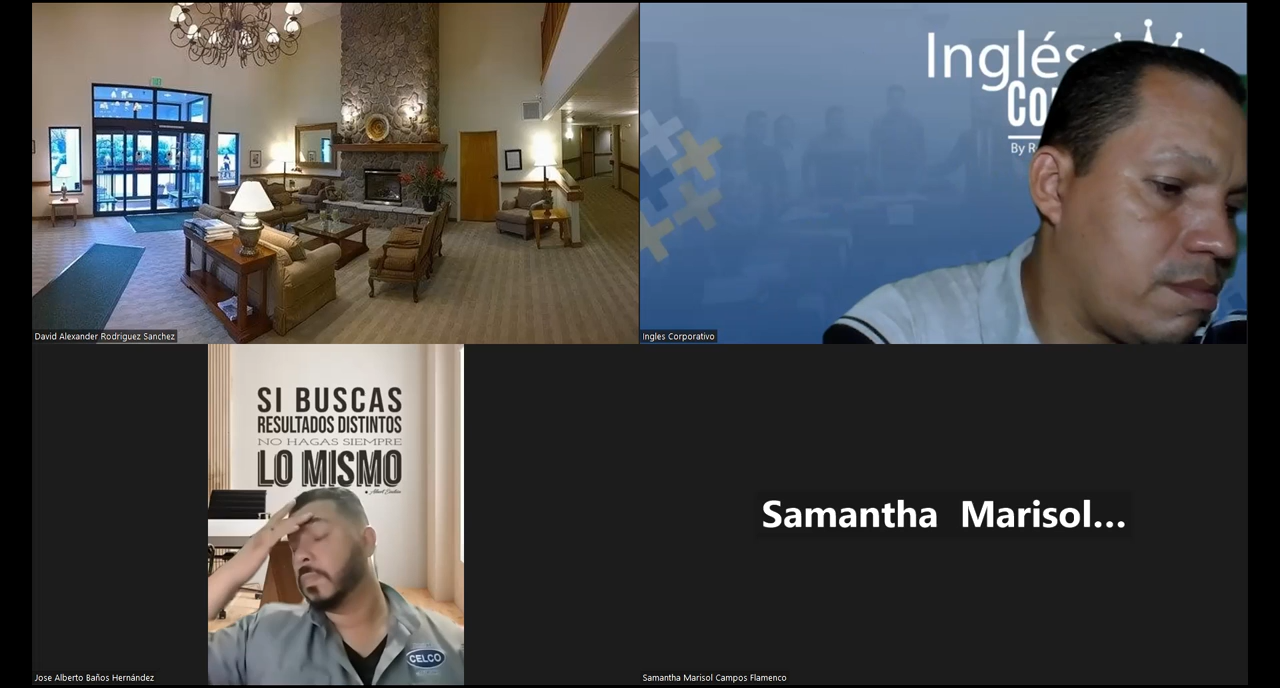 David Alexander Rodriguez Sanchez
Inglés
By R
Ingles Corporativo
SI BUSCAS
RESULTADOS DISTINTOS
NO HAGAS SIEMPRE
LO MISMO
CELCO
Jose Alberto Baños Hernández
Samantha Marisol...
Samantha Marisol Campos Flamenco